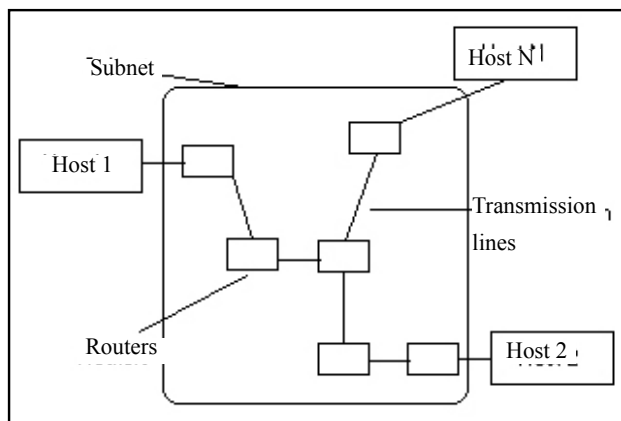 Subnet
Host N
Host 1
Transmission
lines
Routers
Host 2